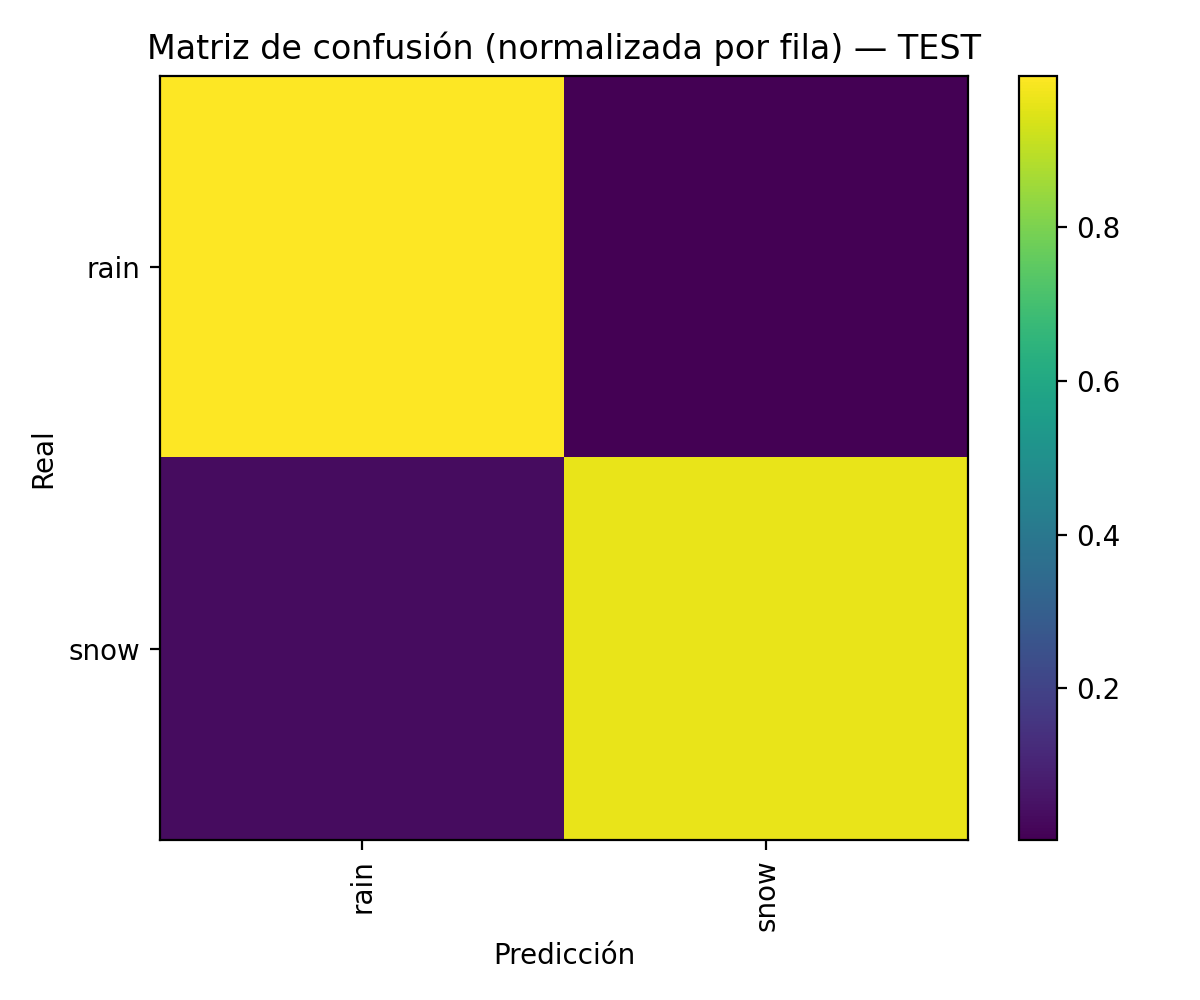 Matriz de confusión (normalizada por fila) — TEST
rain
snow
Real
rain
snow
Predicción
0.8
0.6
0.4
0.2